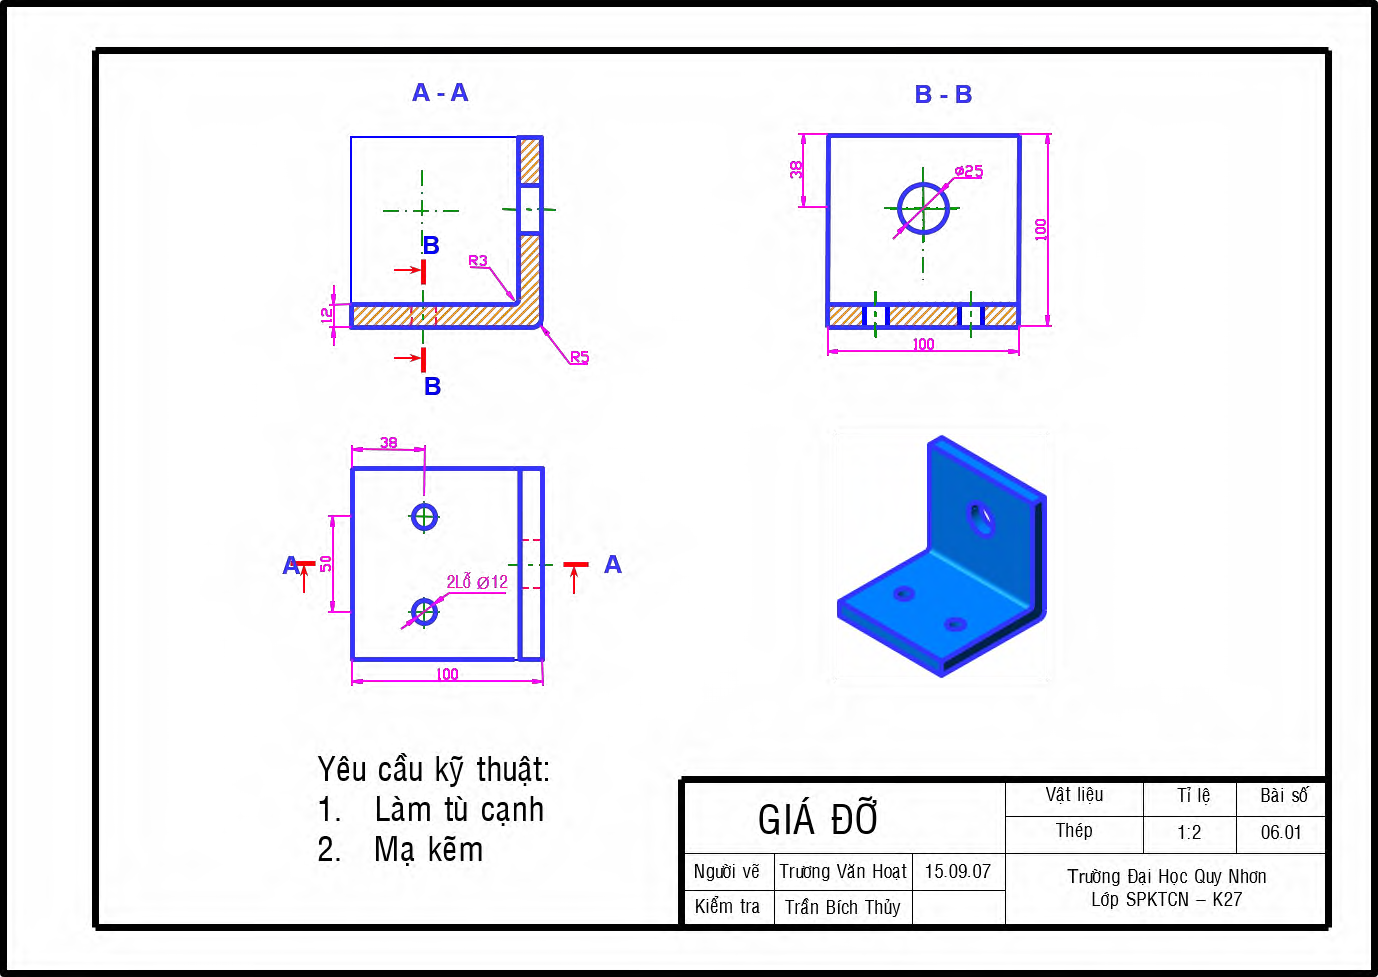 A - A
B - B
38
ø25
100
B
R3
12
R5
100
B
38
50
A
A
2Lỗ Ø12
100
Yêu cầu kỹ thuật:
1. Làm tù cạnh
2. Mạ kẽm
GIÁ ĐỠ
Vật liệu
Tỉ lệ
Bài số
Thép
1:2
06.01
Người vẽ
Trương Văn Hoạt
15.09.07
Kiểm tra
Trần Bích Thủy
Trường Đại Học Quy Nhơn
Lớp SPKTCN – K27